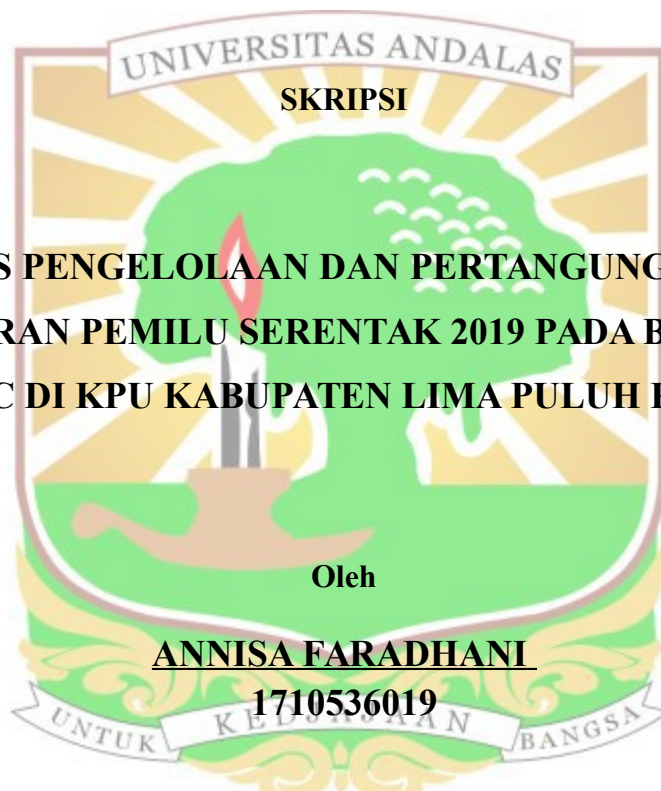 UNIVERSITAS ANDALAS
SKRIPSI
S PENGELOLAAN DAN PERTANGUNG
RAN PEMILU SERENTAK 2019 PADA B
C DI KPU KABUPATEN LIMA PULUH
Oleh
ANNISA FARADHANI
1710536019
UNTUK KEDJAJAAN BANGSA